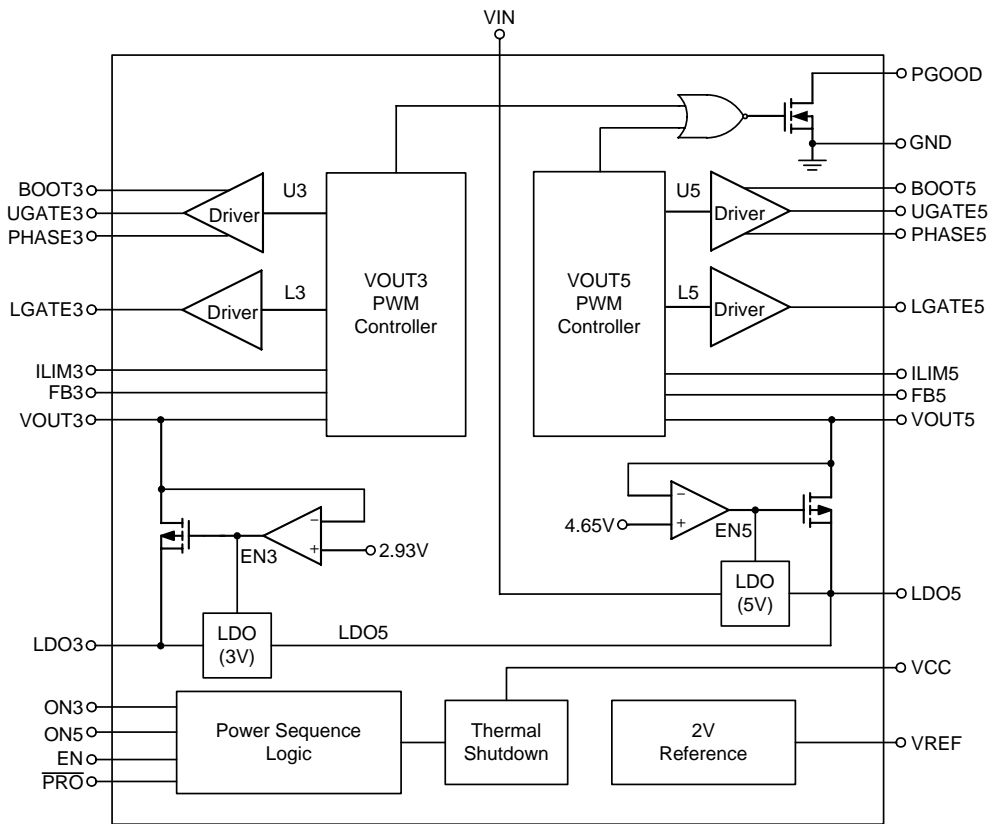 VIN
PGOOD
GND
BOOT3
UGATE3
PHASE3
Driver
U3
LGATE3
Driver
L3
VOUT3
PWM
Controller
ILIM3
FB3
VOUT3
VOUT5
PWM
Controller
U5
Driver
BOOT5
UGATE5
PHASE5
L5
Driver
LGATE5
ILIM5
FB5
VOUT5
−
+
EN3
2.93V
4.65V
−
+
EN5
LDO
(5V)
LDO5
LDO3
LDO
(3V)
LDO5
VCC
ON3
ON5
EN
PRO
Power Sequence
Logic
Thermal
Shutdown
2V
Reference
VREF